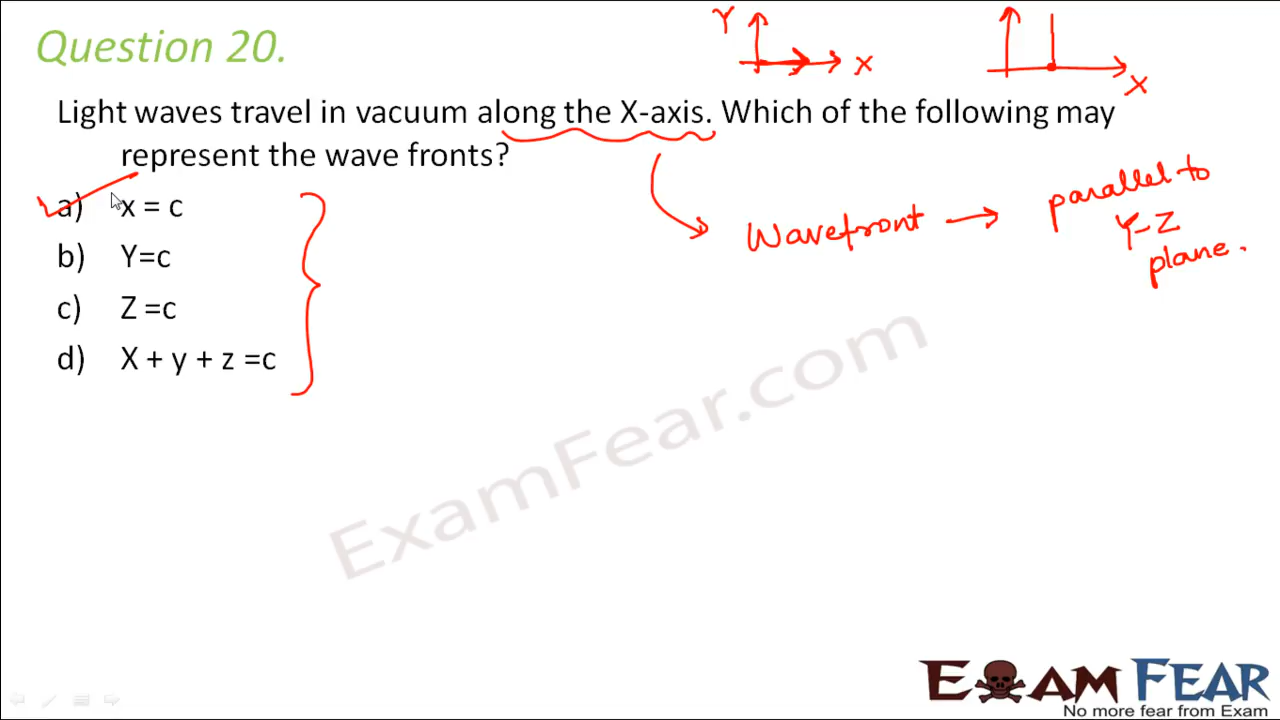 Question 20.
Y
X
X
Light waves travel in vacuum along the X-axis. Which of the following may
represent the wave fronts?
a) x = c
b) Y=c
c) Z =c
d) X + y + z =c
Wavefront → parallel to
Y-Z
plane.
ExamFear.com
EXAM FEAR
No more fear from Exam